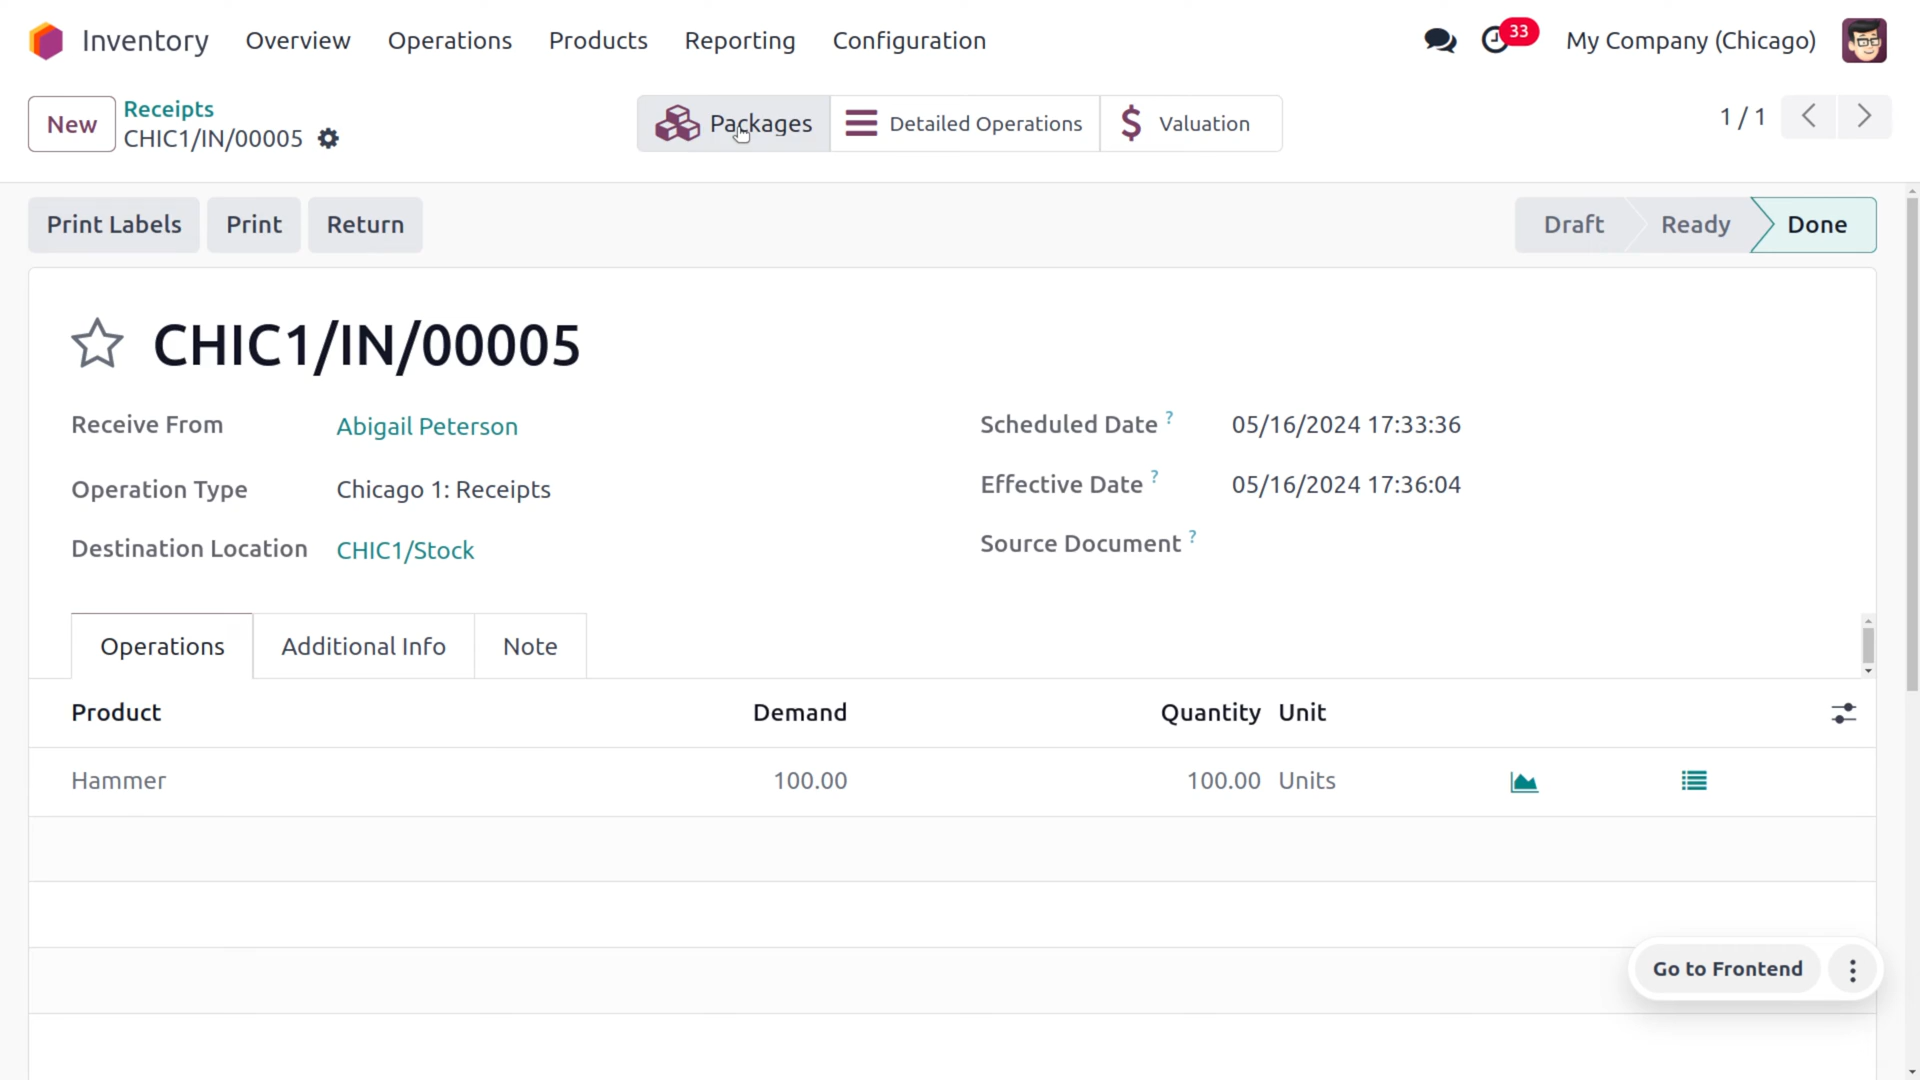 Inventory Overview Operations Products Reporting Configuration 33 My Company (Chicago)
New Receipts Packages Detailed Operations Valuation 1 / 1
CHIC1/IN/00005
Print Labels Print Return Draft Ready Done
CHIC1/IN/00005
Receive From Abigail Peterson Scheduled Date ? 05/16/2024 17:33:36
Operation Type Chicago 1: Receipts Effective Date ? 05/16/2024 17:36:04
Destination Location CHIC1/Stock Source Document ?
Operations Additional Info Note
Product Demand Quantity Unit
Hammer 100.00 100.00 Units
Go to Frontend